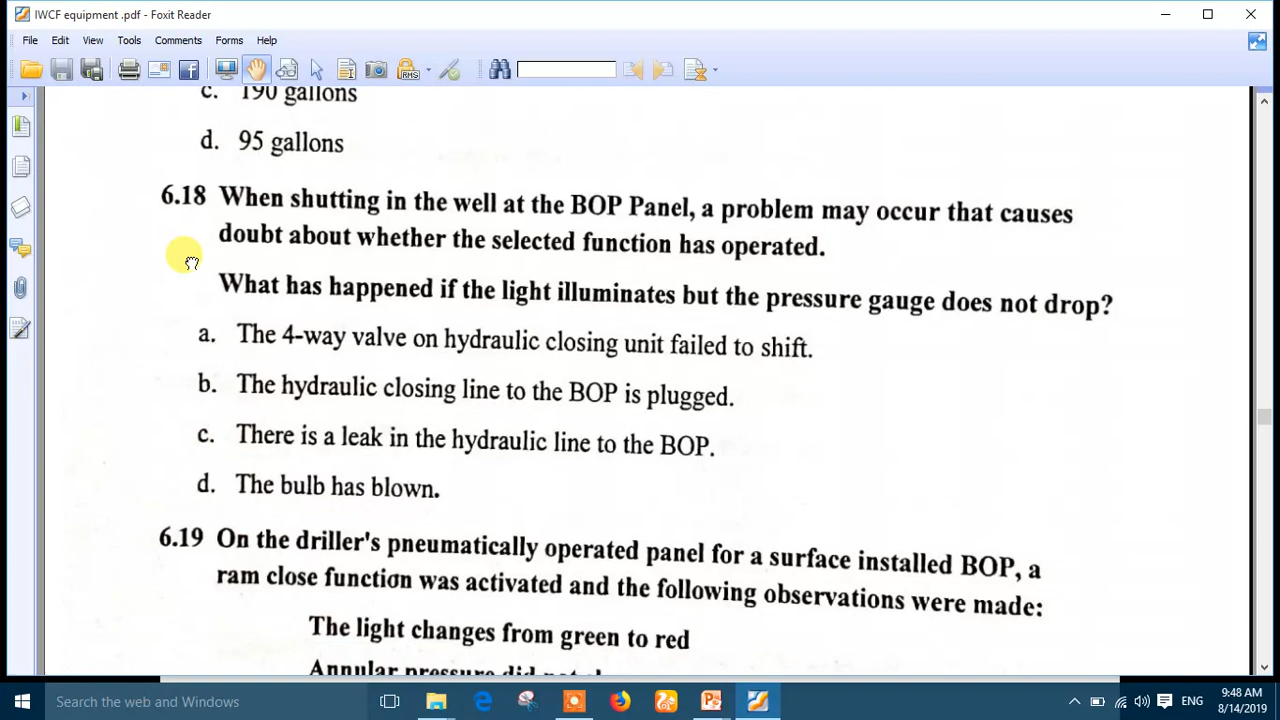 IWCF equipment .pdf - Foxit Reader
File Edit View Tools Comments Forms Help
RMS
c. 190 gallons
d. 95 gallons
6.18 When shutting in the well at the BOP Panel, a problem may occur that causes
doubt about whether the selected function has operated.
What has happened if the light illuminates but the pressure gauge does not drop?
a. The 4-way valve on hydraulic closing unit failed to shift.
b. The hydraulic closing line to the BOP is plugged.
c. There is a leak in the hydraulic line to the BOP.
d. The bulb has blown.
6.19 On the driller's pneumatically operated panel for a surface installed BOP, a
ram close function was activated and the following observations were made:
The light changes from green to red
Annular pressure did not
Search the web and Windows
ENG
9:48 AM
8/14/2019